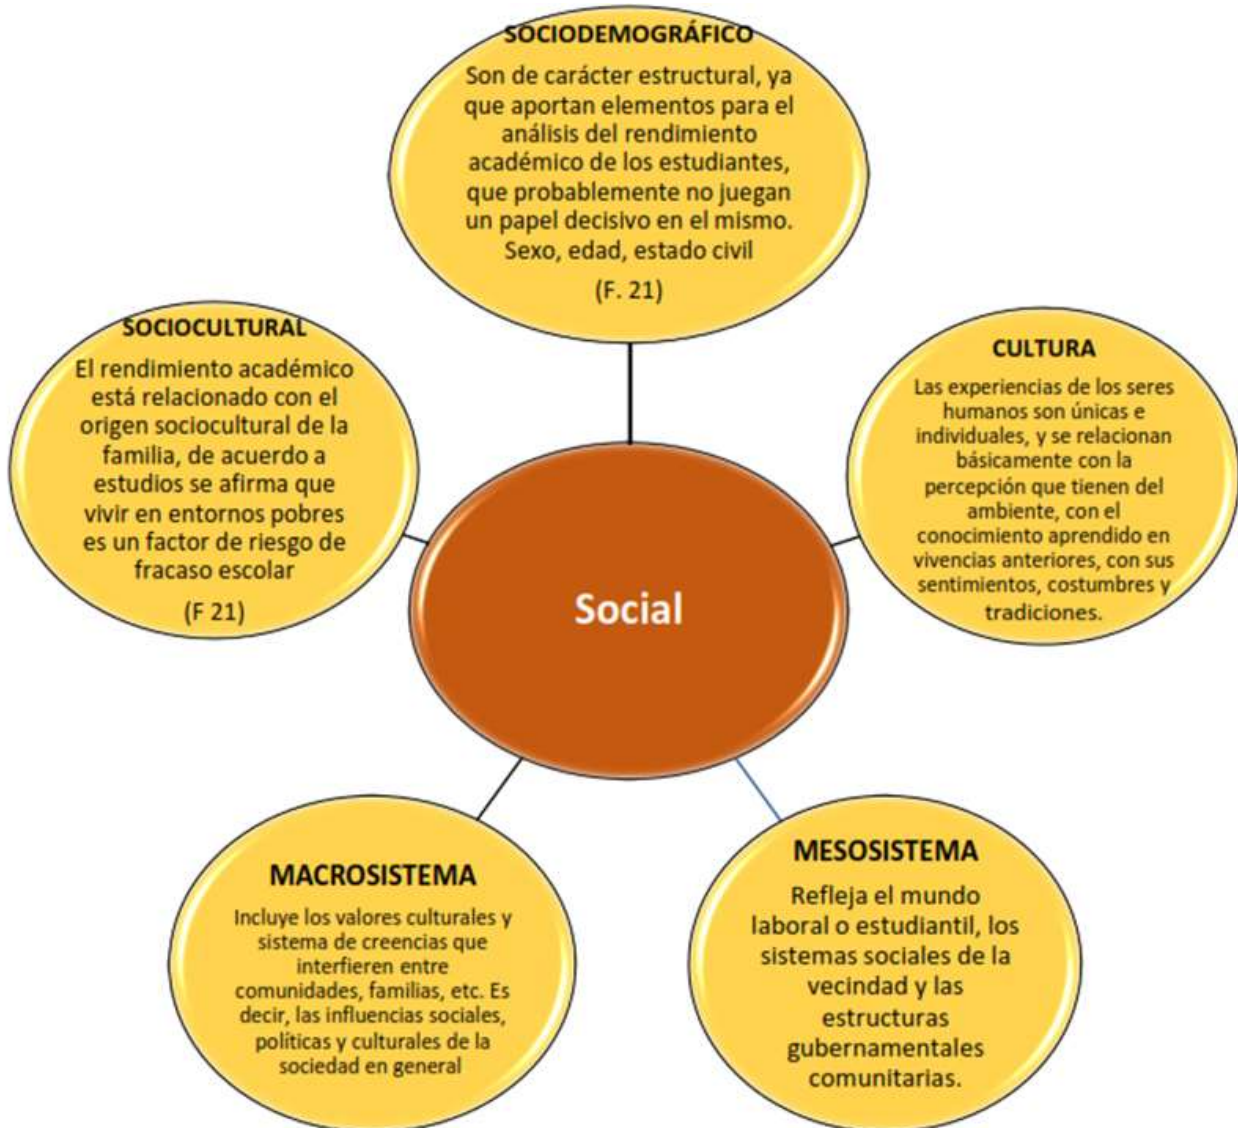 SOCIODEMOGRÁFICO
Son de carácter estructural, ya
que aportan elementos para el
análisis del rendimiento
académico de los estudiantes,
que probablemente no juegan
un papel decisivo en el mismo.
Sexo, edad, estado civil
(F. 21)
SOCIOCULTURAL
El rendimiento académico
está relacionado con el
origen sociocultural de la
familia, de acuerdo a
estudios se afirma que
vivir en entornos pobres
es un factor de riesgo de
fracaso escolar
(F 21)
CULTURA
Las experiencias de los seres
humanos son únicas e
individuales, y se relacionan
básicamente con la
percepción que tienen del
ambiente, con el
conocimiento aprendido en
vivencias anteriores, con sus
sentimientos, costumbres y
tradiciones.
Social
MACROSISTEMA
Incluye los valores culturales y
sistema de creencias que
interfieren entre
comunidades, familias, etc. Es
decir, las influencias sociales,
políticas y culturales de la
sociedad en general
MESOSISTEMA
Refleja el mundo
laboral o estudiantil, los
sistemas sociales de la
vecindad y las
estructuras
gubernamentales
comunitarias.